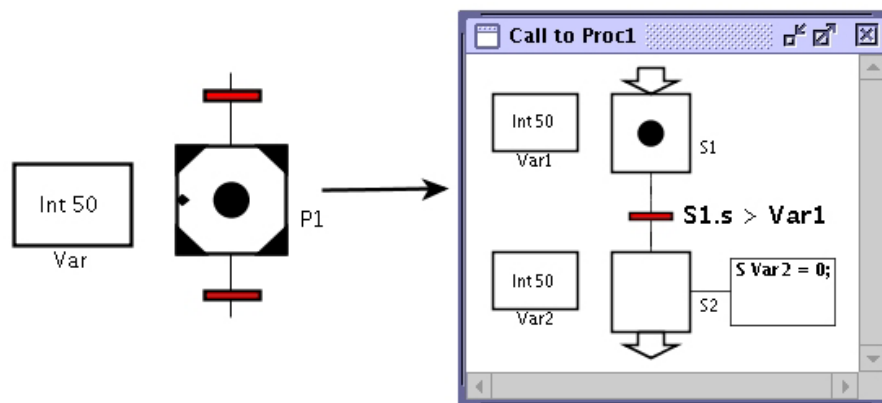 Int 50
Var
P1
Call to Proc1
Int 50
Var1
S1
S1.s > Var1
Int 50
Var2
S2
S Var2 = 0;